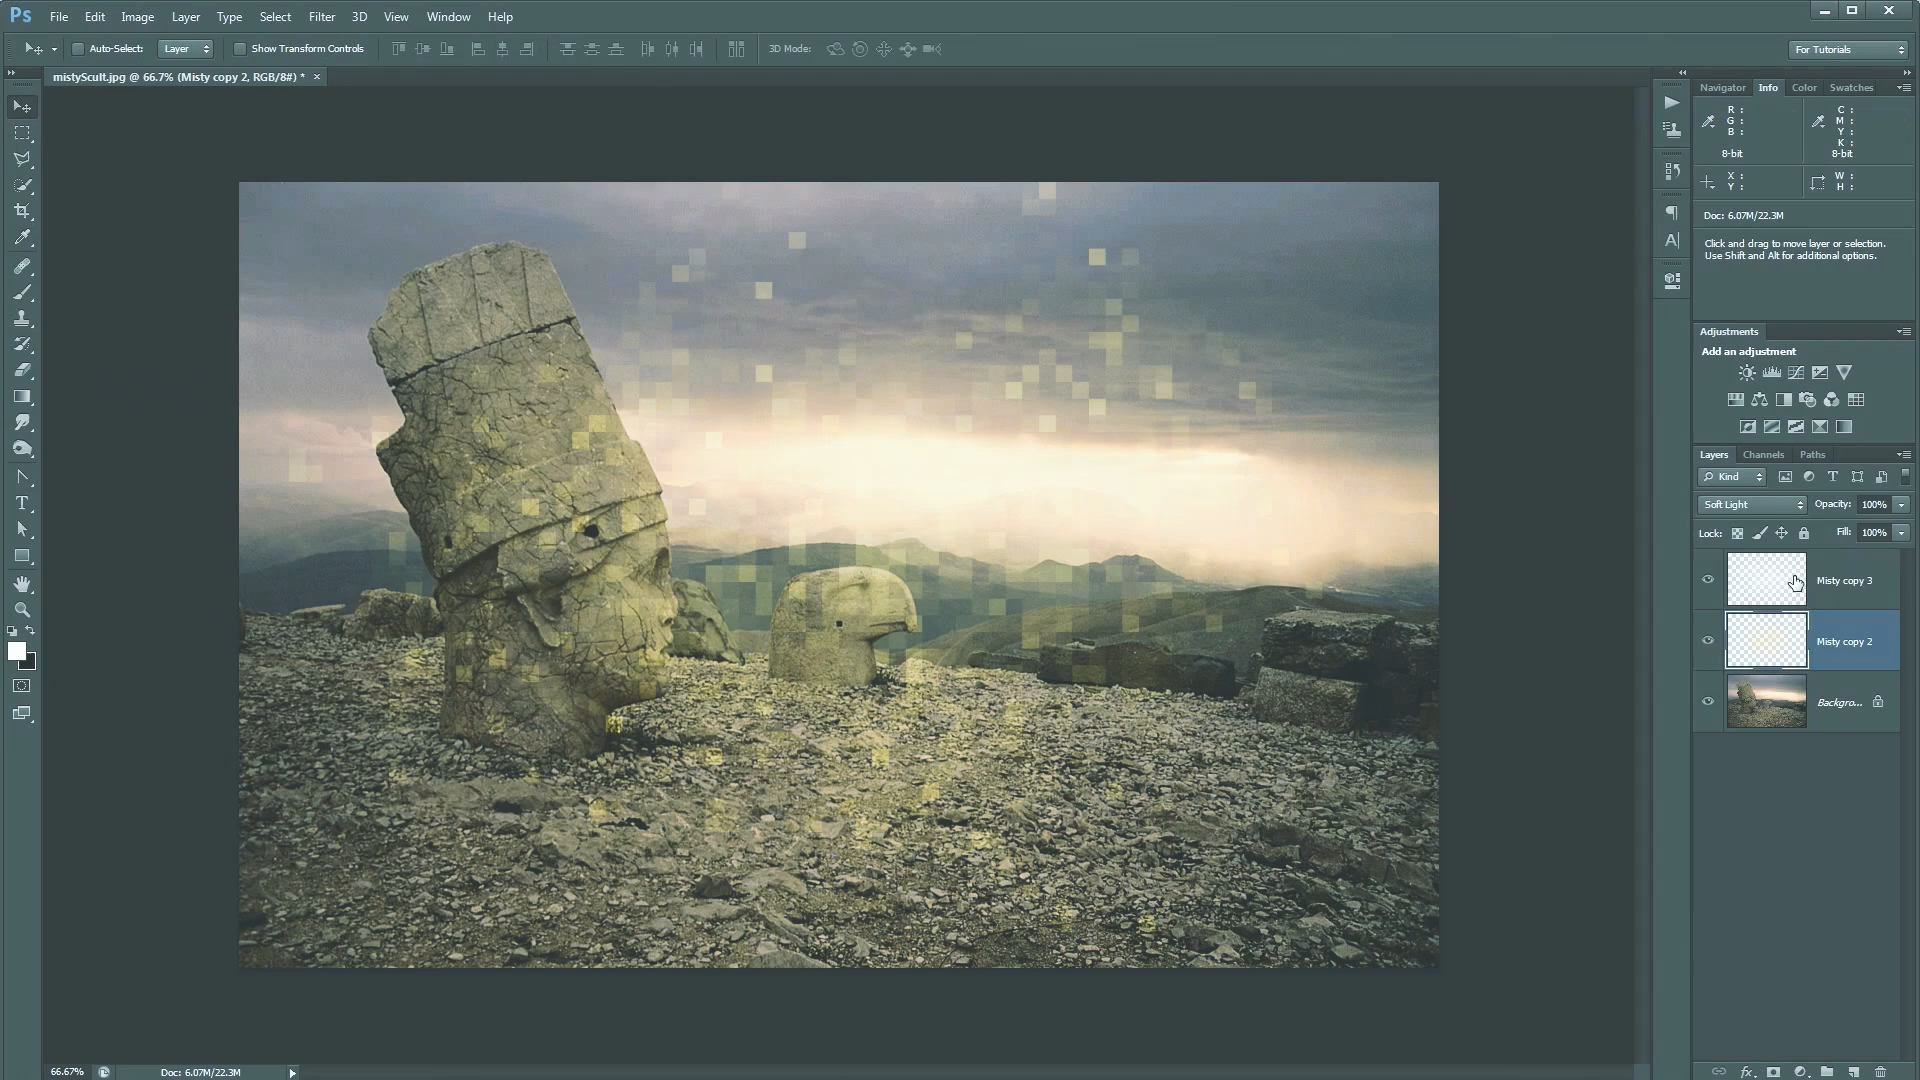 Ps File Edit Image Layer Type Select Filter 3D View Window Help
Auto-Select: Layer Show Transform Controls 3D Mode: For Tutorials
mistyScult.jpg @ 66.7% (Misty copy 2, RGB/8#) * ×
Navigator Info Color Swatches
R : C :
G : M :
B : Y :
K :
8-bit 8-bit
X : W :
Y : H :
Doc: 6.07M/22.3M
Click and drag to move layer or selection.
Use Shift and Alt for additional options.
Adjustments
Add an adjustment
Layers Channels Paths
Kind
Soft Light Opacity: 100%
Lock: Fill: 100%
Misty copy 3
Misty copy 2
Backgro...
66.67% Doc: 6.07M/22.3M